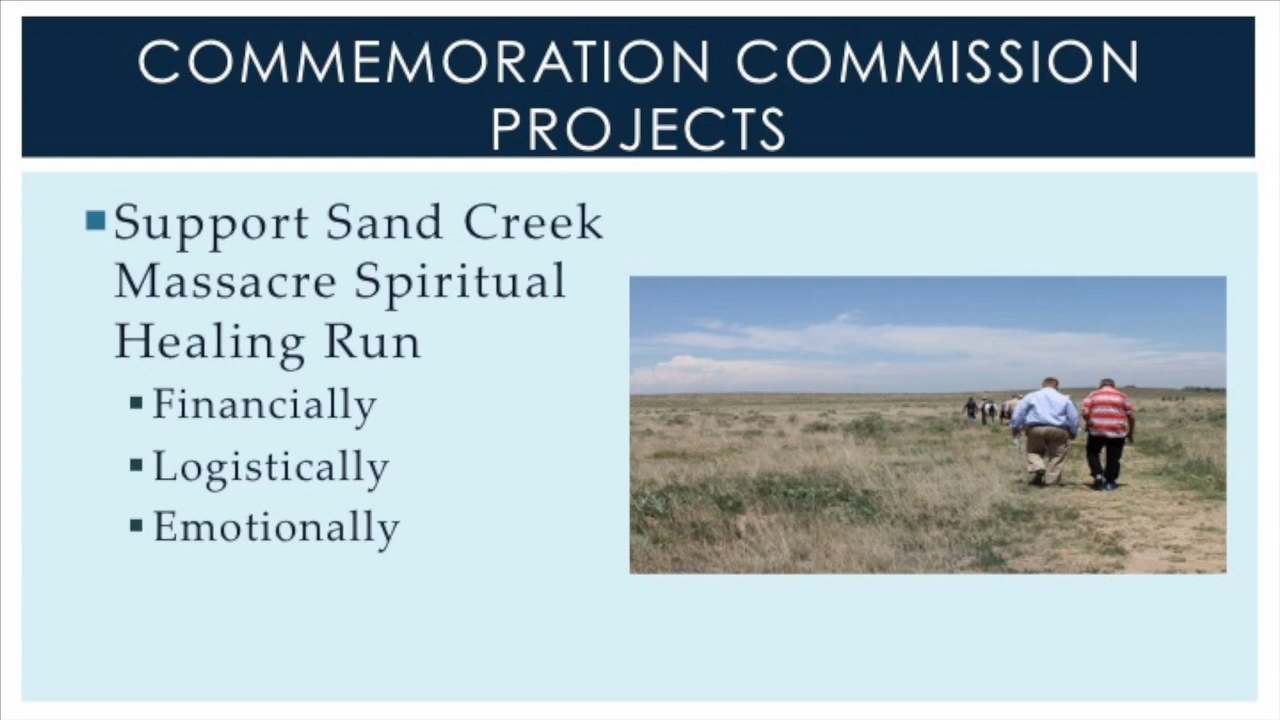 COMMEMORATION COMMISSION
PROJECTS
Support Sand Creek
Massacre Spiritual
Healing Run
Financially
Logistically
Emotionally